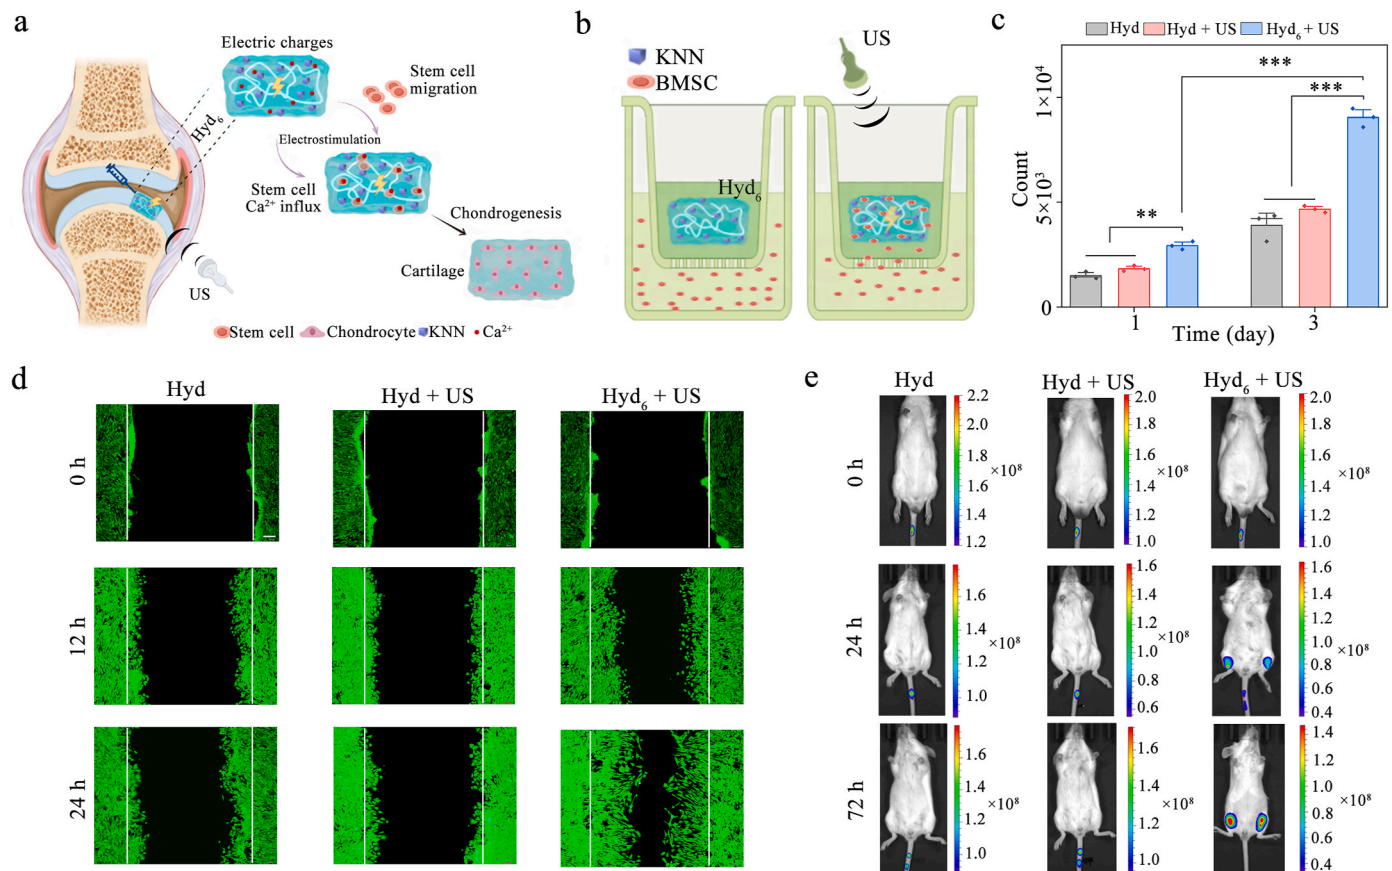 a
Electric charges
Stem cell
migration
Hyd6
Electrostimulation
Stem cell
Ca²⁺ influx
Chondrogenesis
Cartilage
US
Stem cell Chondrocyte KNN Ca²⁺
b
KNN
BMSC
US
Hyd6
c
Hyd Hyd + US Hyd6 + US
1×10⁴
5×10³
0
Count
***
***
**
1 3
Time (day)
d
Hyd Hyd + US Hyd6 + US
0 h
12 h
24 h
e
Hyd Hyd + US Hyd6 + US
0 h
2.2
2.0
1.8
1.6
1.4
1.2
×10⁸
2.0
1.8
1.6
1.4
1.2
1.0
×10⁸
2.0
1.8
1.6
1.4
1.2
1.0
×10⁸
24 h
1.6
1.4
1.2
1.0
×10⁸
1.6
1.4
1.2
1.0
0.8
0.6
×10⁸
1.6
1.4
1.2
1.0
0.8
0.6
0.4
×10⁸
72 h
1.6
1.4
1.2
1.0
×10⁸
1.6
1.4
1.2
1.0
×10⁸
1.4
1.2
1.0
0.8
0.6
0.4
×10⁸